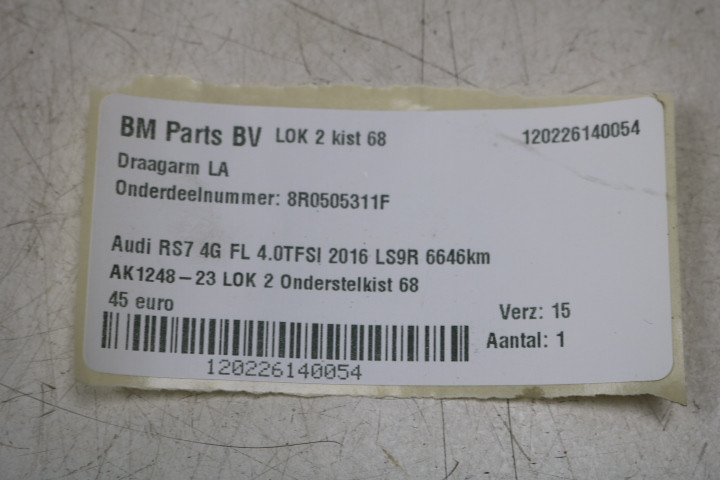 BM Parts BV LOK 2 kist 68 120226140054
Draagarm LA
Onderdeelnummer: 8R0505311F
Audi RS7 4G FL 4.0TFSI 2016 LS9R 6646km
AK1248-23 LOK 2 Onderstelkist 68
45 euro Verz: 15
Aantal: 1
120226140054